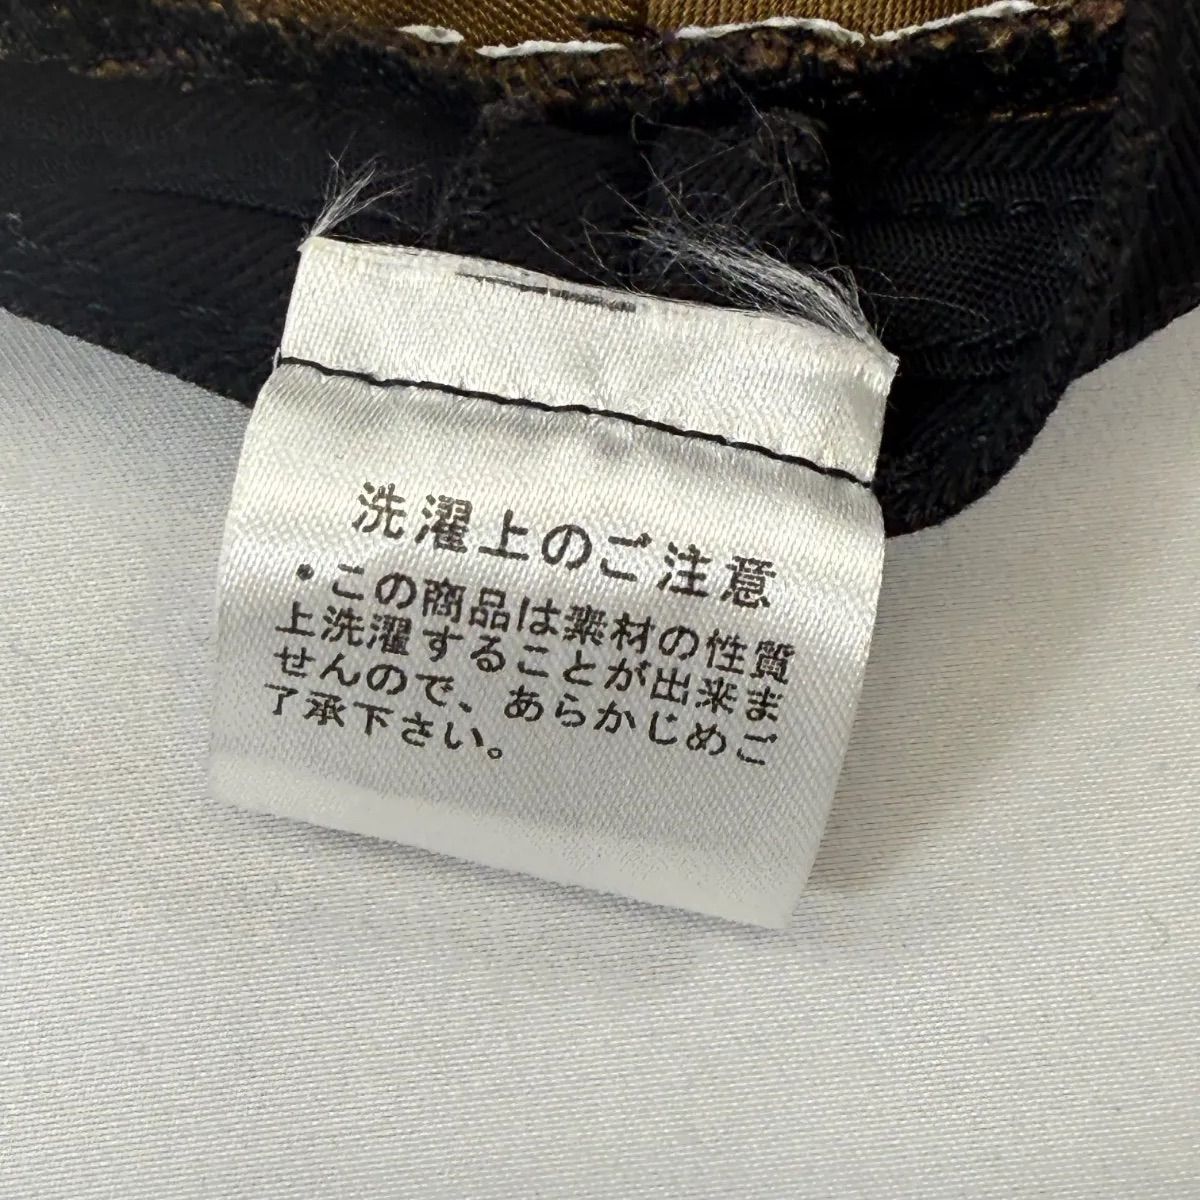 洗濯上のご注意
・この商品は素材の性質
上洗濯することが出来ま
せんので、あらかじめご
了承下さい。